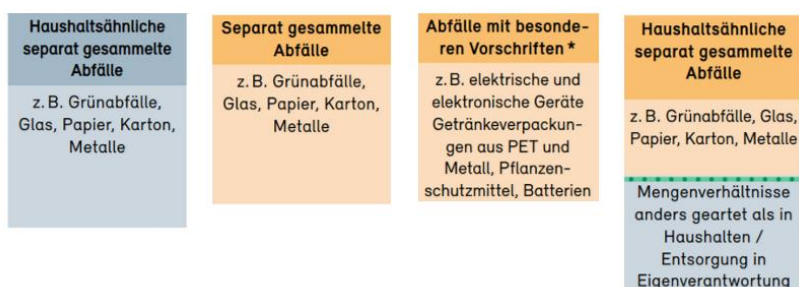 Haushaltsähnliche
separat gesammelte
Abfälle
z. B. Grünabfälle,
Glas, Papier, Karton,
Metalle
Separat gesammelte
Abfälle
z. B. Grünabfälle,
Glas, Papier, Karton,
Metalle
Abfälle mit besonde-
ren Vorschriften *
z. B. elektrische und
elektronische Geräte
Getränkeverpackun-
gen aus PET und
Metall, Pflanzen-
schutzmittel, Batterien
Haushaltsähnliche
separat gesammelte
Abfälle
z. B. Grünabfälle, Glas,
Papier, Karton, Metalle
Mengenverhältnisse
anders geartet als in
Haushalten /
Entsorgung in
Eigenverantwortung